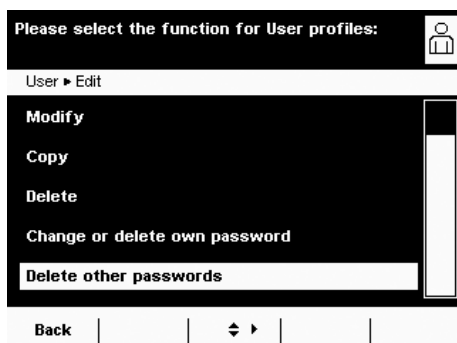 Please select the function for User profiles:
User ▸ Edit
Modify
Copy
Delete
Change or delete own password
Delete other passwords
Back